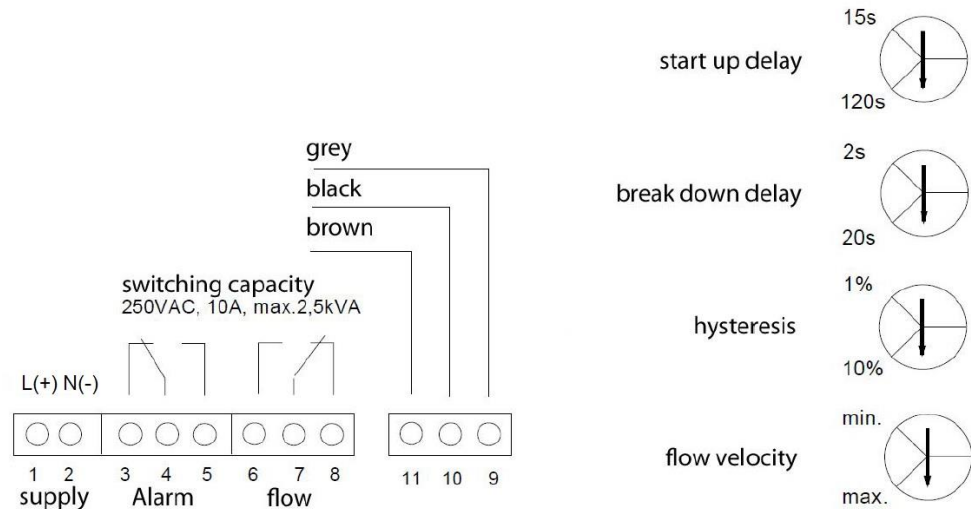 grey
black
brown
switching capacity
250VAC, 10A, max.2,5kVA
L(+) N(-)
1 2 3 4 5 6 7 8 11 10 9
supply Alarm flow
15s
start up delay
120s
2s
break down delay
20s
1%
hysteresis
10%
min.
flow velocity
max.